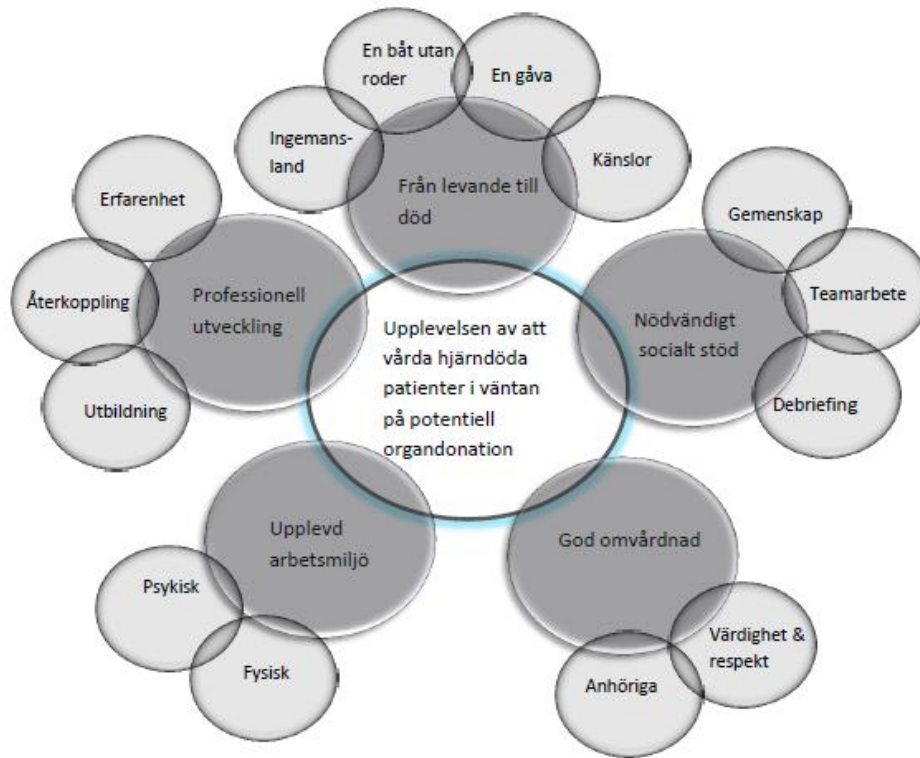 En båt utan
roder
En gåva
Ingemans-
land
Känslor
Från levande till
död
Erfarenhet
Återkoppling
Utbildning
Professionell
utveckling
Gemenskap
Teamarbete
Debriefing
Nödvändigt
socialt stöd
Upplevelsen av att
vårda hjärndöda
patienter i väntan
på potentiell
organdonation
Upplevd
arbetsmiljö
Psykisk
Fysisk
God omvårdnad
Värdighet &
respekt
Anhöriga